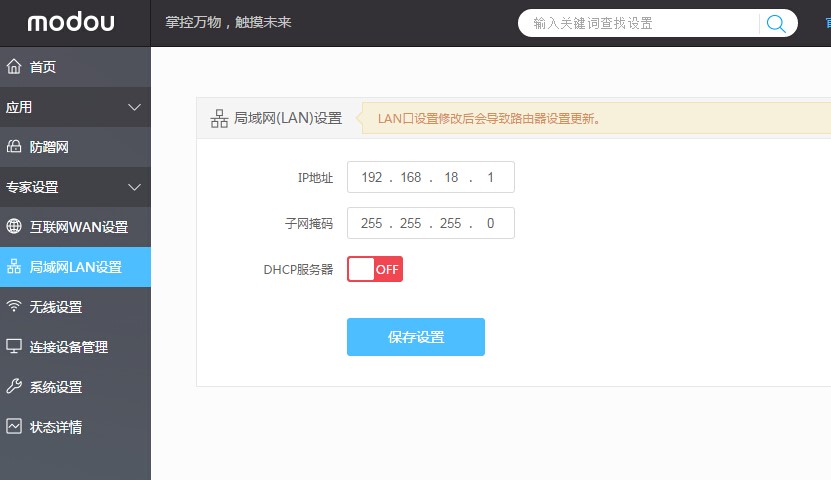 modou
掌控万物，触摸未来
输入关键词查找设置
首页
应用
防蹭网
专家设置
互联网WAN设置
局域网LAN设置
无线设置
连接设备管理
系统设置
状态详情
局域网(LAN)设置
LAN口设置修改后会导致路由器设置更新。
IP地址 192 . 168 . 18 . 1
子网掩码 255 . 255 . 255 . 0
DHCP服务器 OFF
保存设置